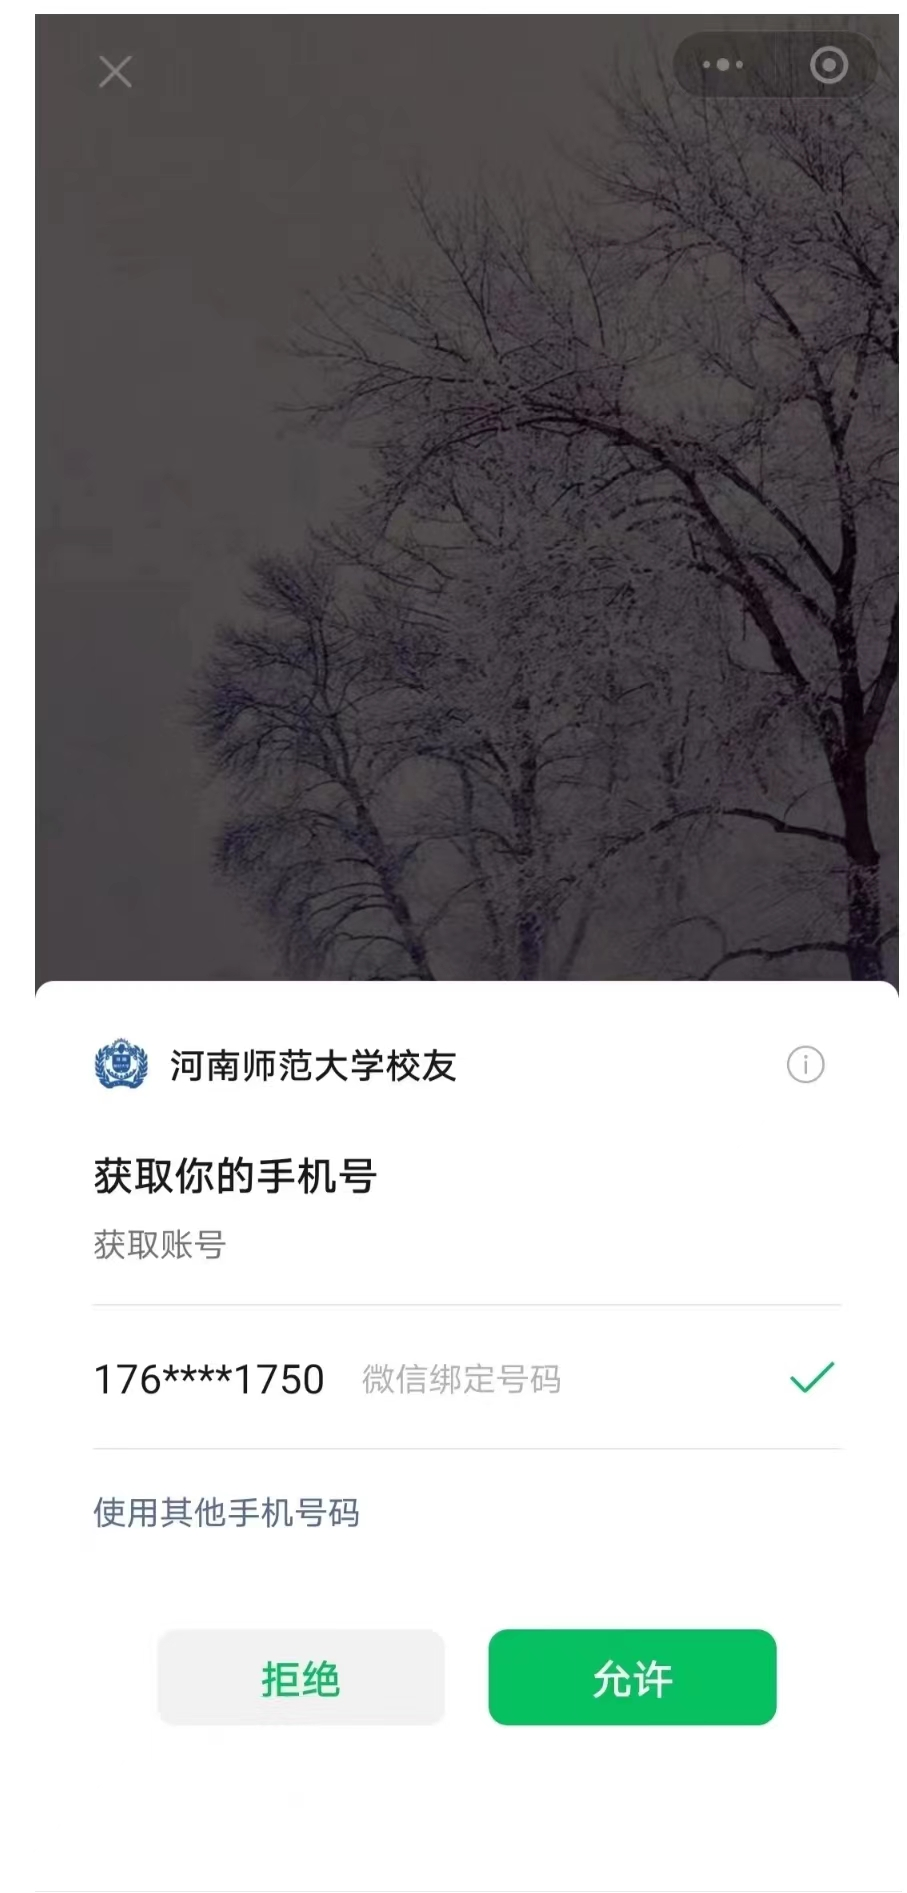 河南师范大学校友
获取你的手机号
获取账号
176****1750 微信绑定号码
使用其他手机号码
拒绝 允许